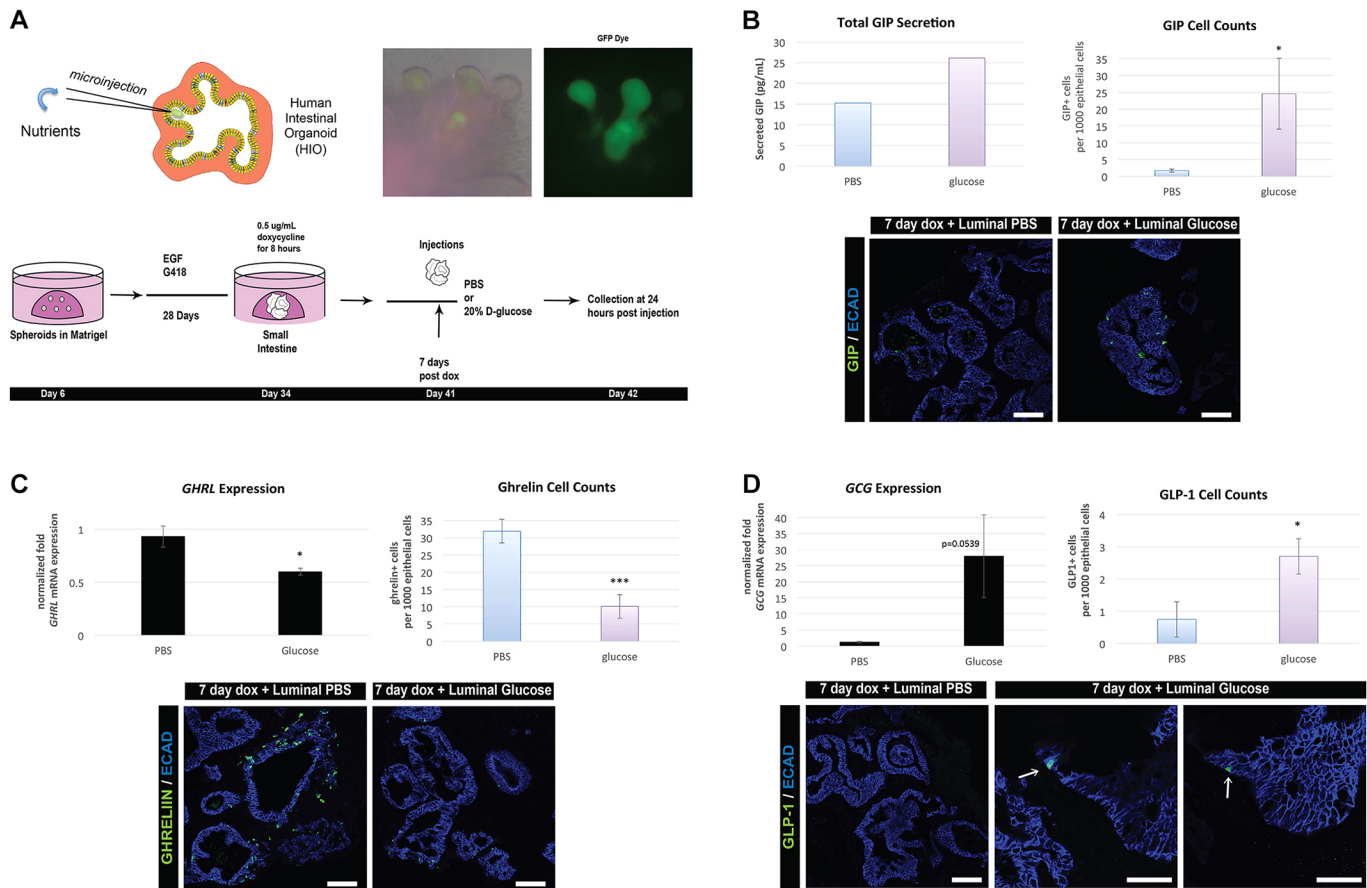 A
microinjection
Nutrients
Human
Intestinal
Organoid
(HIO)
GFP Dye
Spheroids in Matrigel
EGF
G418
28 Days
0.5 ug/mL
doxycycline
for 8 hours
Small
Intestine
Injections
PBS
or
20% D-glucose
7 days
post dox
Collection at 24
hours post injection
Day 6
Day 34
Day 41
Day 42
B
Total GIP Secretion
Secreted GIP (pg/mL)
30
25
20
15
10
5
0
PBS
glucose
GIP Cell Counts
GIP+ cells
per 1000 epithelial cells
35
30
25
20
15
10
5
0
*
PBS
glucose
7 day dox + Luminal PBS
7 day dox + Luminal Glucose
GIP / ECAD
C
GHRL Expression
normalized fold
GHRL mRNA expression
1
0.5
0
*
PBS
Glucose
Ghrelin Cell Counts
ghrelin+ cells
per 1000 epithelial cells
35
30
25
20
15
10
5
0
***
PBS
glucose
7 day dox + Luminal PBS
7 day dox + Luminal Glucose
GHRELIIN / ECAD
D
GCG Expression
normalized fold
GCG mRNA expression
40
35
30
25
20
15
10
5
0
p=0.0539
PBS
Glucose
GLP-1 Cell Counts
GLP1+ cells
per 1000 epithelial cells
4
3
2
1
0
*
PBS
glucose
7 day dox + Luminal PBS
7 day dox + Luminal Glucose
GLP-1 / ECAD